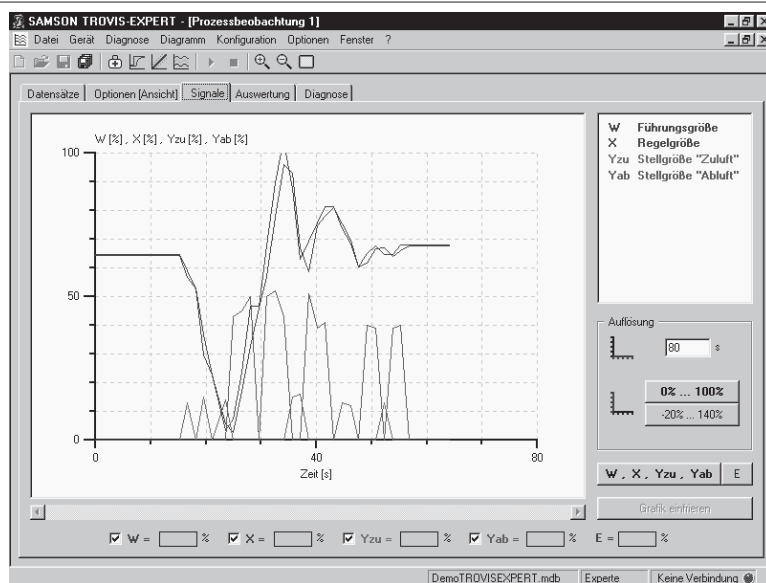 SAMSON TROVIS-EXPERT - [Prozessbeobachtung 1]
Datei Gerät Diagnose Diagramm Konfiguration Optionen Fenster ?
Datensätze Optionen (Ansicht) Signale Auswertung Diagnose
W [%] , X [%] , Yzu [%] , Yab [%]
100
50
0
0 40 80
Zeit [s]
W Führungsgröße
X Regelgröße
Yzu Stellgröße "Zuluft"
Yab Stellgröße "Abluft"
Auflösung
80 s
0% ... 100%
-20% ... 140%
W , X , Yzu , Yab E
Grafik einfrieren
W = % X = % Yzu = % Yab = % E = %
DemoTROVISEXPERT.mdb Experte Keine Verbindung